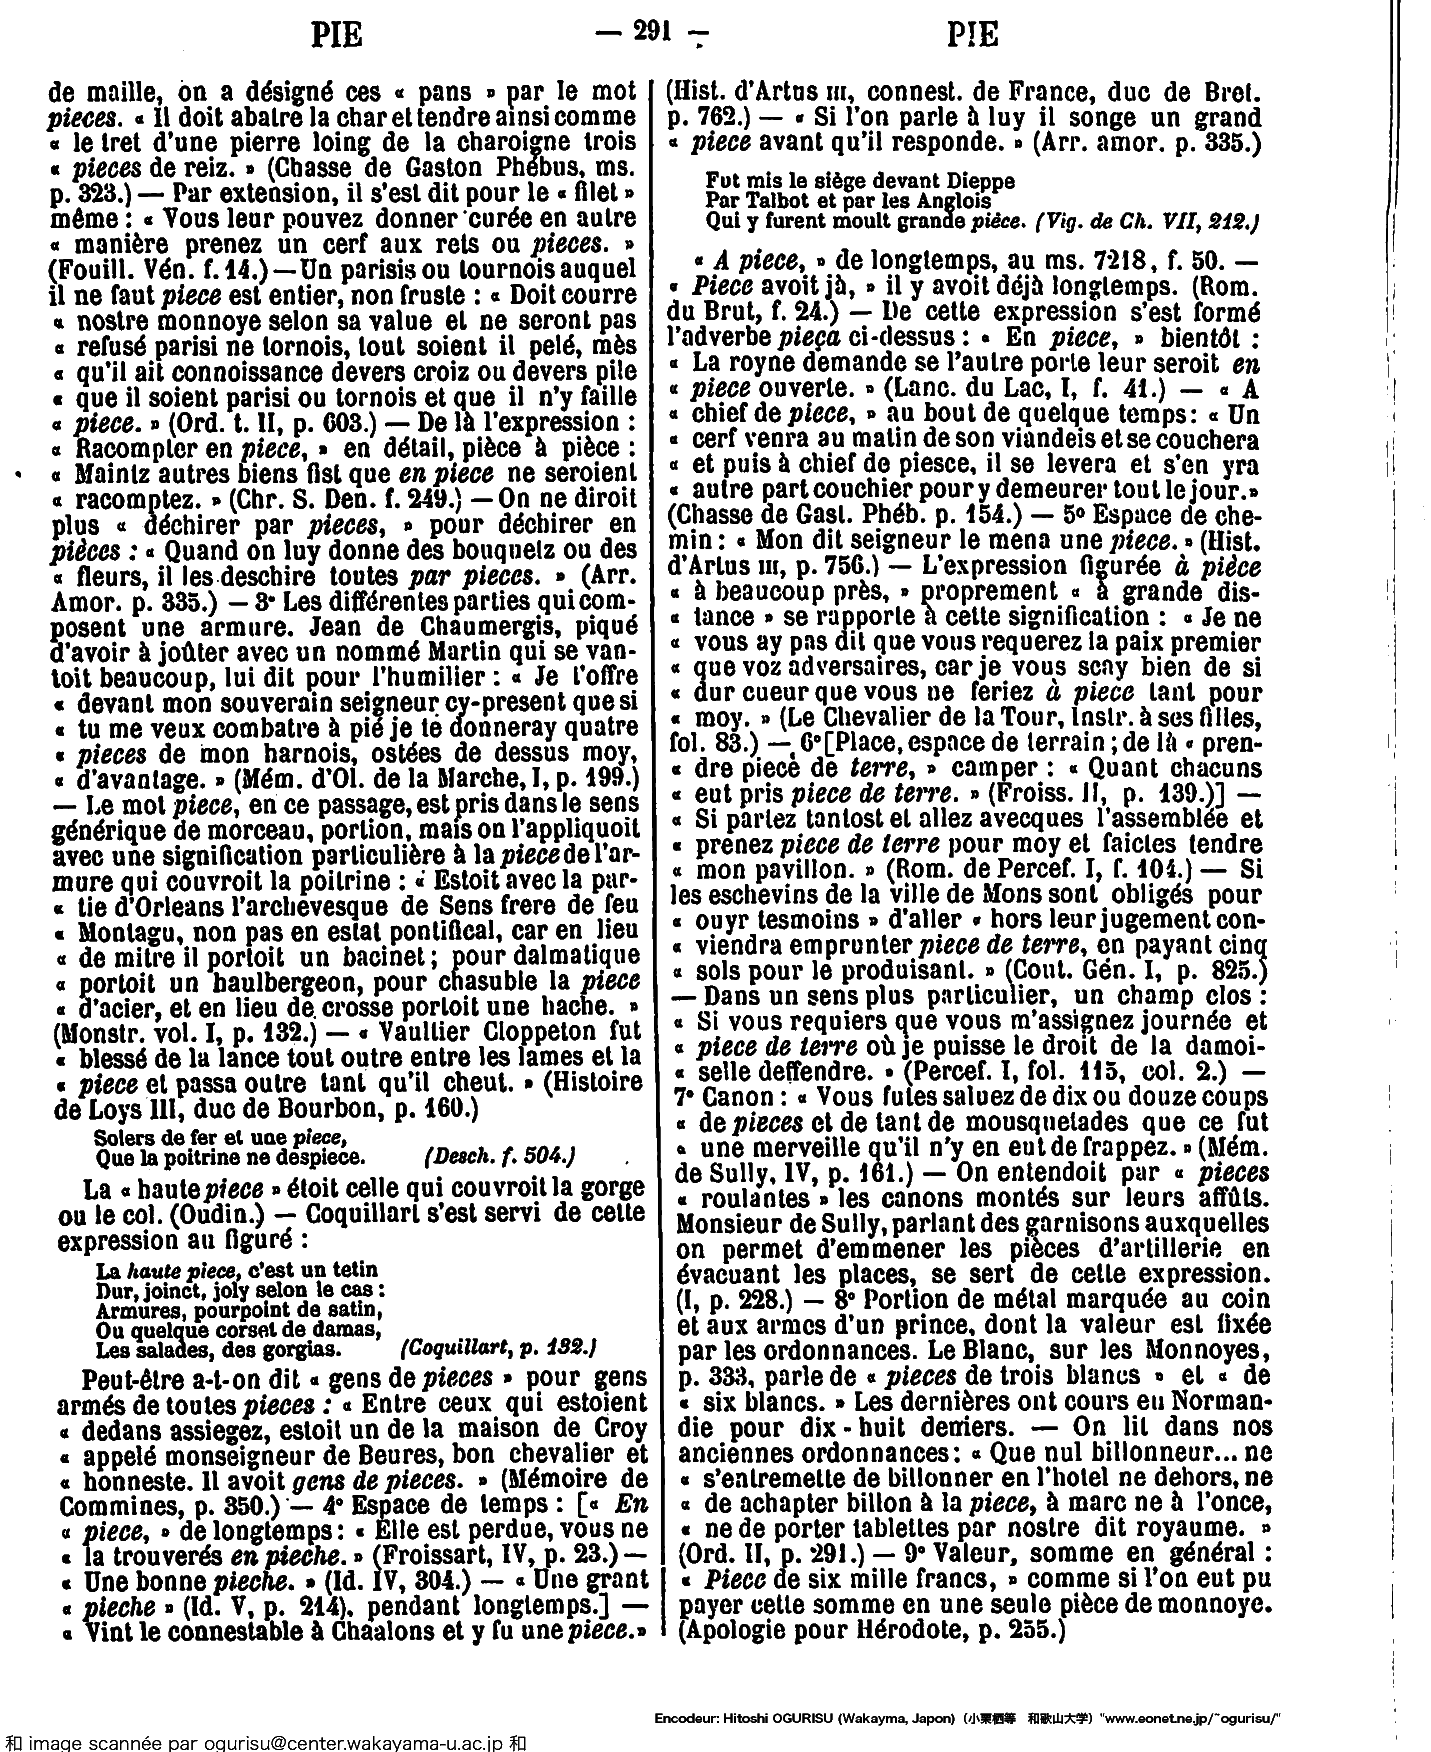 PIE — 291 — PIE
de maille, on a désigné ces « pans » par le mot
pieces. « Il doit abatre la char et tendre ainsi comme
« le tret d'une pierre loing de la charoigne trois
« pieces de reiz. » (Chasse de Gaston Phébus, ms.
p. 323.) — Par extension, il s'est dit pour le « filet »
même : « Vous leur pouvez donner curée en autre
« manière prenez un cerf aux rets ou pieces. »
(Fouill. Vén. f. 14.) — Un parisis ou tournois auquel
il ne faut piece est entier, non fruste : « Doit courre
« nostre monnoye selon sa value et ne seront pas
« refusé parisi ne tornois, tout soient il pelé, mès
« qu'il ait connoissance devers croiz ou devers pile
« que il soient parisi ou tornois et que il n'y faille
« piece. » (Ord. t. II, p. 603.) — De là l'expression :
« Racompter en piece, » en détail, pièce à pièce :
« Maintz autres biens fist que en piece ne seroient
« racomptez. » (Chr. S. Den. f. 249.) — On ne diroit
plus « déchirer par pieces, » pour déchirer en
pièces : « Quand on luy donne des bouquetz ou des
« fleurs, il les deschire toutes par pieces. » (Arr.
Amor. p. 335.) — 3° Les différentes parties qui com-
posent une armure. Jean de Chaumergis, piqué
d'avoir à joûter avec un nommé Martin qui se van-
toit beaucoup, lui dit pour l'humilier : « Je t'offre
« devant mon souverain seigneur cy-present que si
« tu me veux combatre à pié je te donneray quatre
« pieces de mon harnois, ostées de dessus moy,
« d'avantage. » (Mém. d'Ol. de la Marche, I, p. 199.)
— Le mot piece, en ce passage, est pris dans le sens
générique de morceau, portion, mais on l'appliquoit
avec une signification particulière à la piece de l'ar-
mure qui couvroit la poitrine : « Estoit avec la par-
« tie d'Orleans l'archevesque de Sens frere de feu
« Montagu, non pas en estat pontifical, car en lieu
« de mitre il portoit un bacinet ; pour dalmatique
« portoit un haulbergeon, pour chasuble la piece
« d'acier, et en lieu de crosse portoit une hache. »
(Monstr. vol. I, p. 132.) — « Vaultier Cloppeton fut
« blessé de la lance tout outre entre les lames et la
« piece et passa outre tant qu'il cheut. » (Histoire
de Loys III, duc de Bourbon, p. 160.)
Solers de fer et une piece,
Que la poitrine ne despiece. (Desch. f. 504.)
La « haute piece » étoit celle qui couvroit la gorge
ou le col. (Oudin.) — Coquillart s'est servi de cette
expression au figuré :
La haute piece, c'est un tetin
Dur, joinct, joly selon le cas :
Armures, pourpoint de satin,
Ou quelque corset de damas,
Les salades, des gorgias. (Coquillart, p. 132.)
Peut-être a-t-on dit « gens de pieces » pour gens
armés de toutes pieces : « Entre ceux qui estoient
« dedans assiegez, estoit un de la maison de Croy
« appelé monseigneur de Beures, bon chevalier et
« honneste. Il avoit gens de pieces. » (Mémoire de
Commines, p. 350.) — 4° Espace de temps : [« En
« piece, » de longtemps : « Elle est perdue, vous ne
« la trouverés en pieche. » (Froissart, IV, p. 23.) —
« Une bonne pieche. » (Id. IV, 304.) — « Une grant
« pieche » (Id. V, p. 214), pendant longtemps.] —
« Vint le connestable à Chaalons et y fu une piece. »
(Hist. d'Artus III, connest. de France, duc de Bret.
p. 762.) — « Si l'on parle à luy il songe un grand
« piece avant qu'il responde. » (Arr. amor. p. 335.)
Fut mis le siège devant Dieppe
Par Talbot et par les Anglois
Qui y furent moult grande pièce. (Vig. de Ch. VII, 212.)
« A piece, » de longtemps, au ms. 7218, f. 50. —
« Piece avoit jà, » il y avoit déjà longtemps. (Rom.
du Brut, f. 24.) — De cette expression s'est formé
l'adverbe pieça ci-dessus : « En piece, » bientôt :
« La royne demande se l'autre porte leur seroit en
« piece ouverte. » (Lanc. du Lac, I, f. 41.) — « A
« chief de piece, » au bout de quelque temps : « Un
« cerf venra au matin de son viandeis et se couchera
« et puis à chief de piesce, il se levera et s'en yra
« autre part couchier pour y demeurer tout le jour. »
(Chasse de Gast. Phéb. p. 154.) — 5° Espace de che-
min : « Mon dit seigneur le mena une piece. » (Hist.
d'Artus III, p. 756.) — L'expression figurée à pièce
« à beaucoup près, » proprement « à grande dis-
« tance » se rapporte à cette signification : « Je ne
« vous ay pas dit que vous requerez la paix premier
« que voz adversaires, car je vous scay bien de si
« dur cueur que vous ne feriez à piece tant pour
« moy. » (Le Chevalier de la Tour, Instr. à ses filles,
fol. 83.) — 6° [Place, espace de terrain ; de là « pren-
« dre piece de terre, » camper : « Quant chacuns
« eut pris piece de terre. » (Froiss. II, p. 139.)] —
« Si partez tantost et allez avecques l'assemblée et
« prenez piece de terre pour moy et faictes tendre
« mon pavillon. » (Rom. de Percef. I, f. 104.) — Si
les eschevins de la ville de Mons sont obligés pour
« ouyr tesmoins » d'aller « hors leur jugement con-
« viendra emprunter piece de terre, en payant cinq
« sols pour le produisant. » (Cout. Gén. I, p. 825.)
— Dans un sens plus particulier, un champ clos :
« Si vous requiers que vous m'assignez journée et
« piece de terre où je puisse le droit de la damoi-
« selle deffendre. » (Percef. I, fol. 115, col. 2.) —
7° Canon : « Vous futes saluez de dix ou douze coups
« de pieces et de tant de mousquetades que ce fut
« une merveille qu'il n'y en eut de frappez. » (Mém.
de Sully, IV, p. 161.) — On entendoit par « pieces
« roulantes » les canons montés sur leurs affûts.
Monsieur de Sully, parlant des garnisons auxquelles
on permet d'emmener les pièces d'artillerie en
évacuant les places, se sert de cette expression.
(I, p. 228.) — 8° Portion de métal marquée au coin
et aux armes d'un prince, dont la valeur est fixée
par les ordonnances. Le Blanc, sur les Monnoyes,
p. 333, parle de « pieces de trois blancs » et « de
« six blancs. » Les dernières ont cours en Norman-
die pour dix-huit deniers. — On lit dans nos
anciennes ordonnances : « Que nul billonneur... ne
« s'entremette de billonner en l'hotel ne dehors, ne
« de achapter billon à la piece, à marc ne à l'once,
« ne de porter tablettes par nostre dit royaume. »
(Ord. II, p. 291.) — 9° Valeur, somme en général :
« Piece de six mille francs, » comme si l'on eut pu
payer cette somme en une seule pièce de monnoye.
(Apologie pour Hérodote, p. 255.)
Encodeur: Hitoshi OGURISU (Wakayma, Japon) (小栗栖等 和歌山大学) "www.eonet.ne.jp/~ogurisu/"
和 image scannée par ogurisu@center.wakayama-u.ac.jp 和